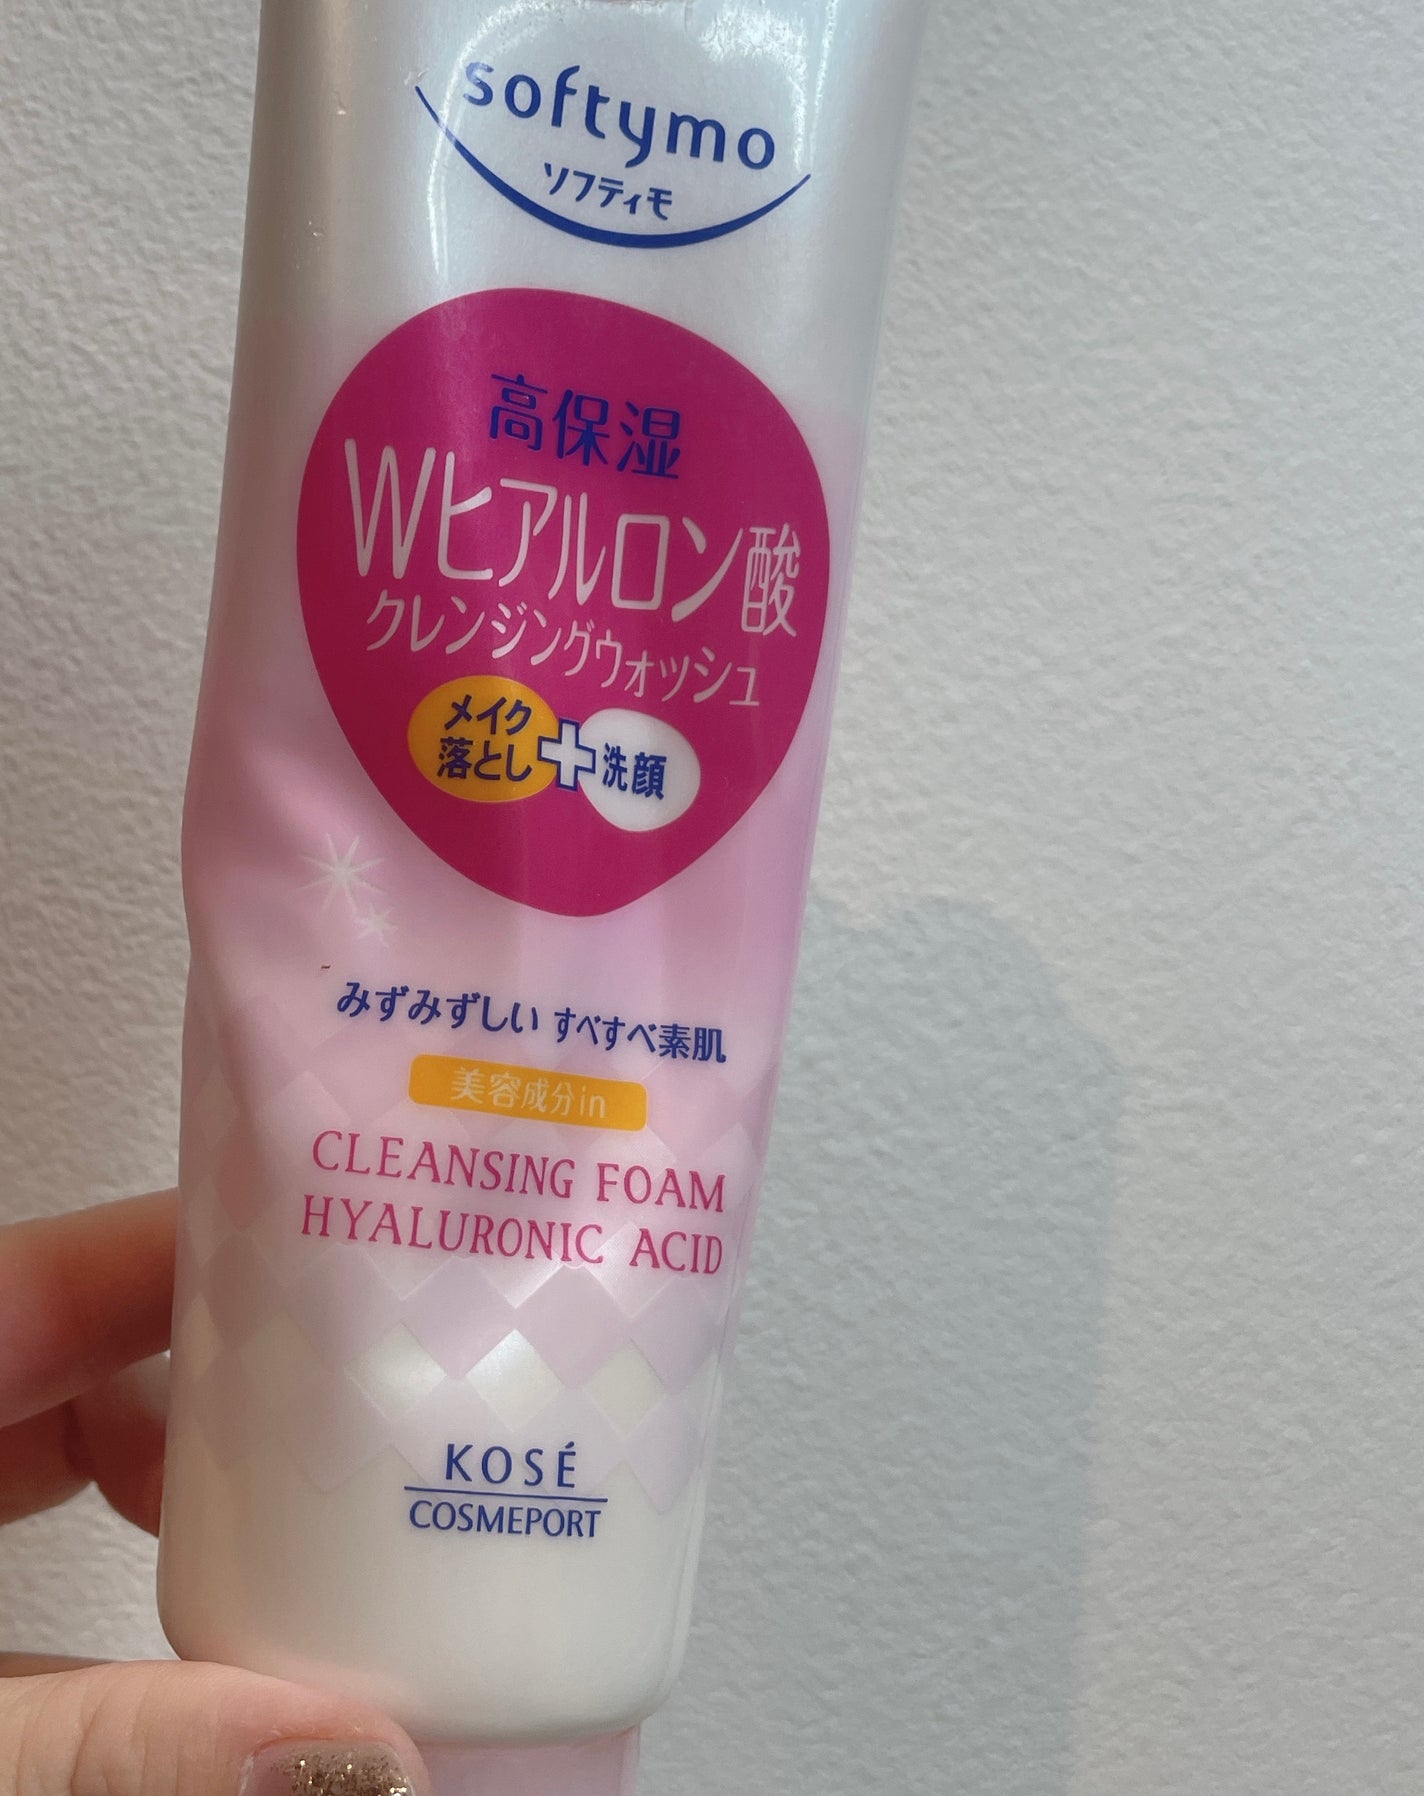 softymo
ソフティモ
高保湿
Wヒアルロン酸
クレンジングウォッシュ
メイク
落とし
+
洗顔
みずみずしい すべすべ素肌
美容成分in
CLEANSING FOAM
HYALURONIC ACID
KOSÉ
COSMEPORT